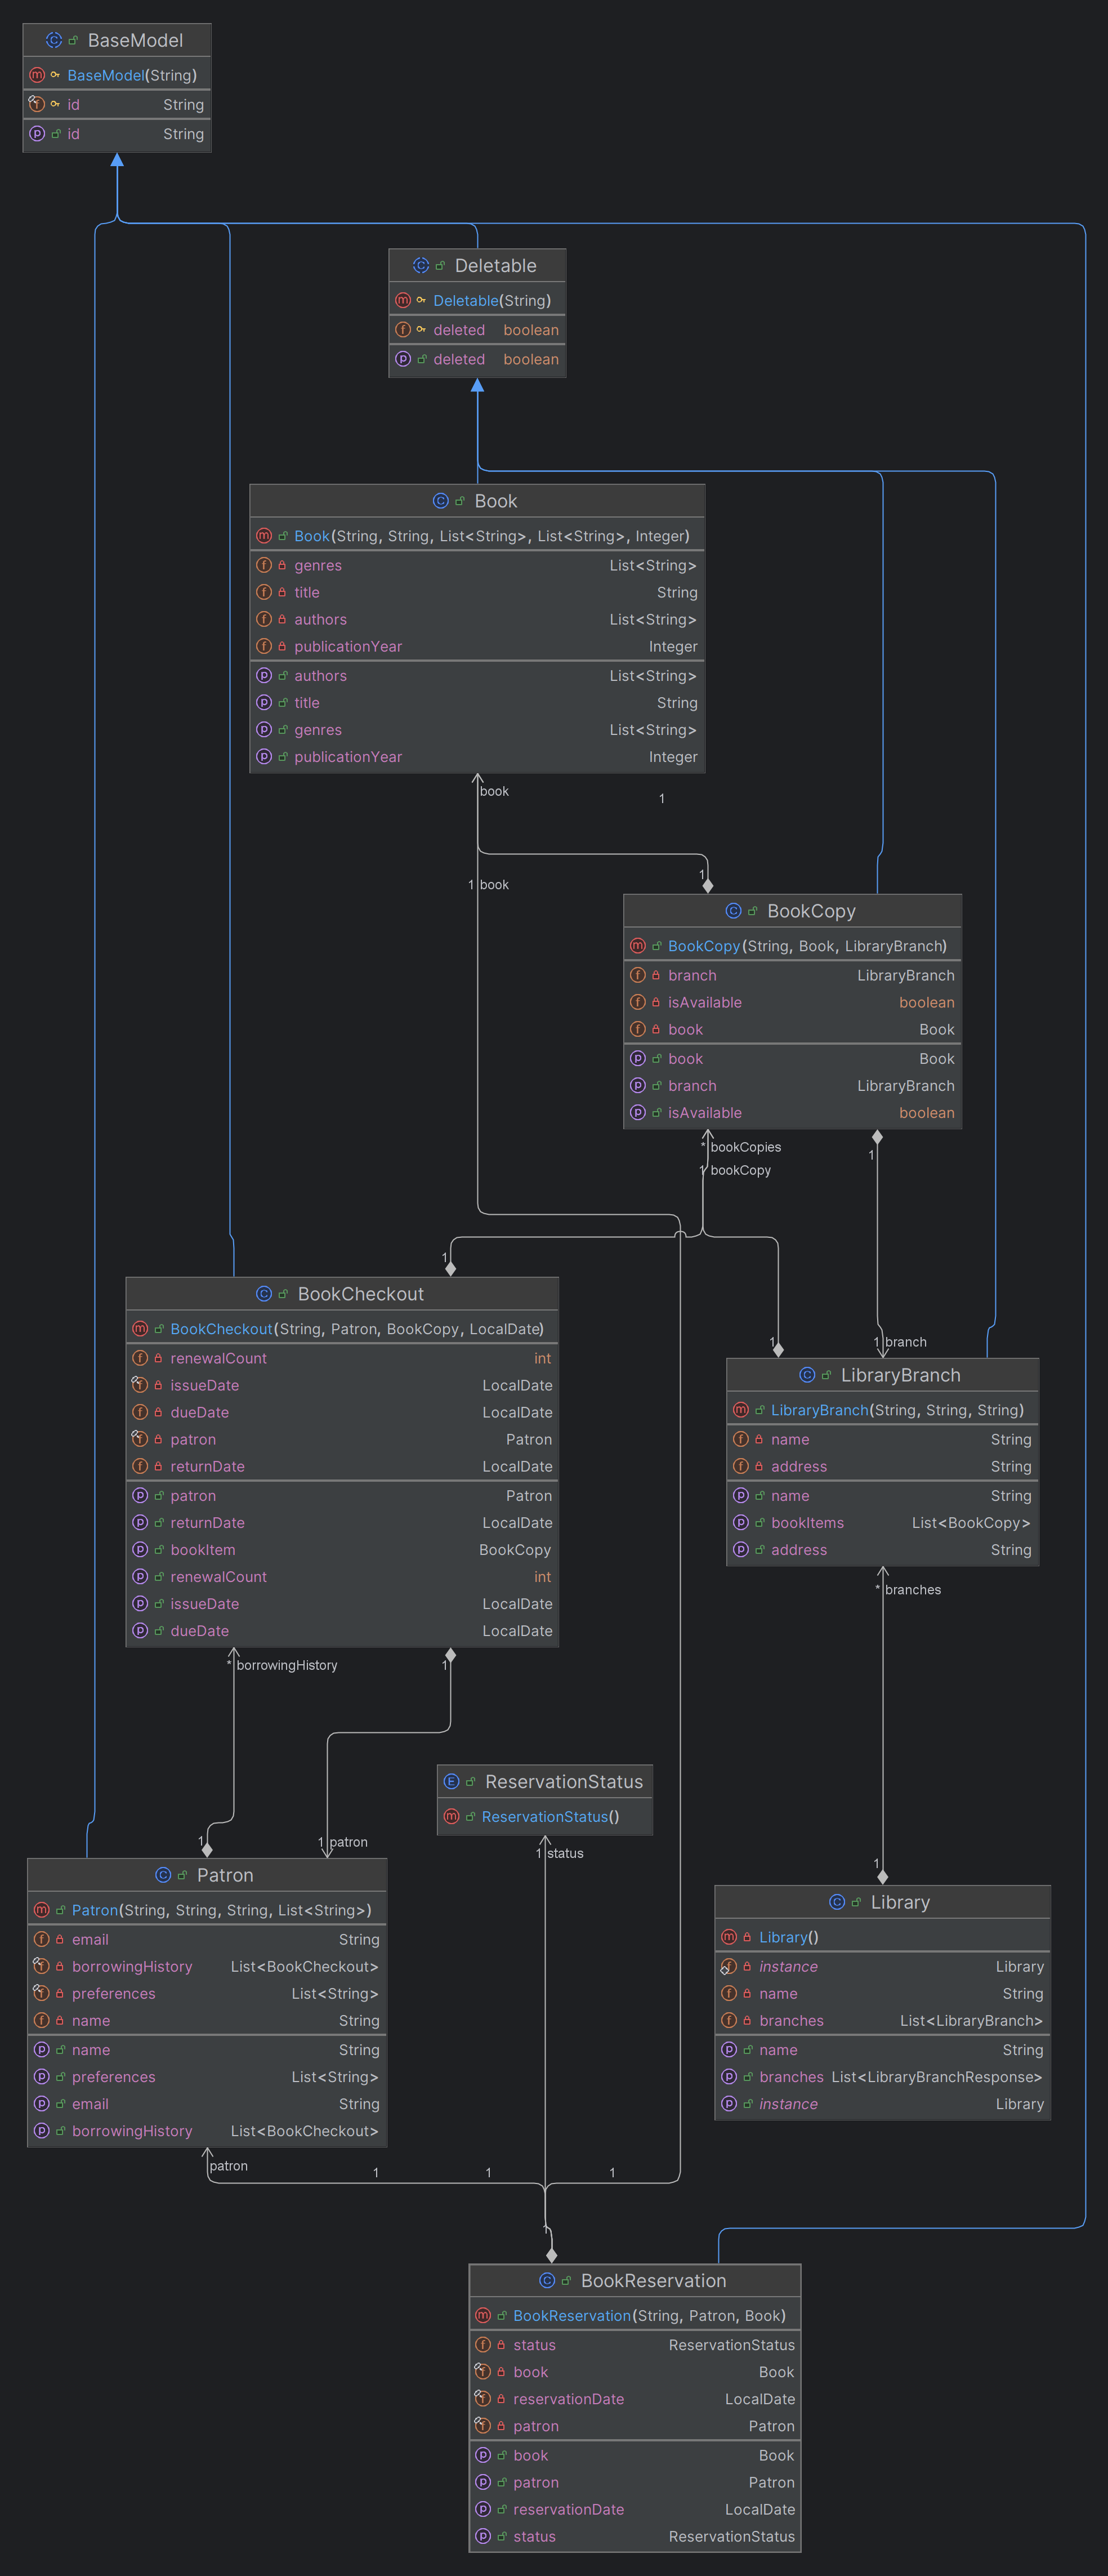 BaseModel
BaseModel(String)
id String
id String
Deletable
Deletable(String)
deleted boolean
deleted boolean
Book
Book(String, String, List<String>, List<String>, Integer)
genres List<String>
title String
authors List<String>
publicationYear Integer
authors List<String>
title String
genres List<String>
publicationYear Integer
book
1
1
1 book
BookCopy
BookCopy(String, Book, LibraryBranch)
branch LibraryBranch
isAvailable boolean
book Book
book Book
branch LibraryBranch
isAvailable boolean
* bookCopies
1
1 bookCopy
1
BookCheckout
BookCheckout(String, Patron, BookCopy, LocalDate)
renewalCount int
issueDate LocalDate
dueDate LocalDate
patron Patron
returnDate LocalDate
patron Patron
returnDate LocalDate
bookItem BookCopy
renewalCount int
issueDate LocalDate
dueDate LocalDate
1
1 branch
LibraryBranch
LibraryBranch(String, String, String)
name String
address String
name String
bookItems List<BookCopy>
address String
* branches
* borrowingHistory
1
ReservationStatus
ReservationStatus()
1
1 patron
1 status
1
Patron
Patron(String, String, String, List<String>)
email String
borrowingHistory List<BookCheckout>
preferences List<String>
name String
name String
preferences List<String>
email String
borrowingHistory List<BookCheckout>
Library
Library()
instance Library
name String
branches List<LibraryBranch>
name String
branches List<LibraryBranchResponse>
instance Library
patron
1
1
1
1
BookReservation
BookReservation(String, Patron, Book)
status ReservationStatus
book Book
reservationDate LocalDate
patron Patron
book Book
patron Patron
reservationDate LocalDate
status ReservationStatus